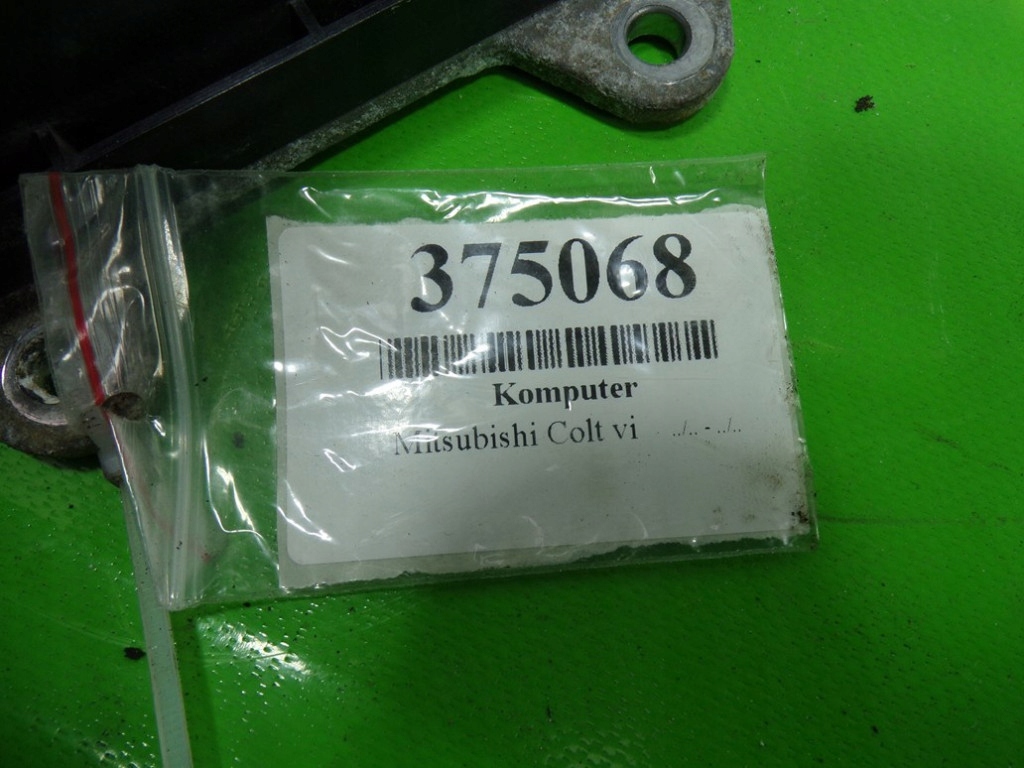 375068
Komputer
Mitsubishi Colt vi ../.. - ../..